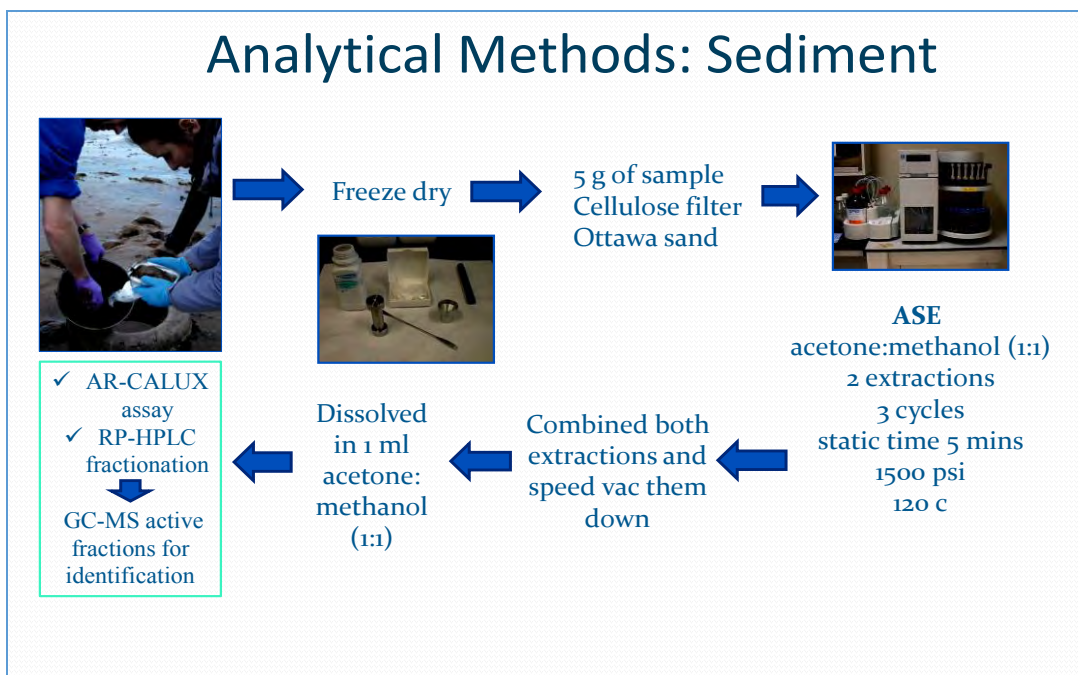 Analytical Methods: Sediment
Freeze dry
5 g of sample
Cellulose filter
Ottawa sand
ASE
acetone:methanol (1:1)
2 extractions
3 cycles
static time 5 mins
1500 psi
120 c
Combined both
extractions and
speed vac them
down
Dissolved
in 1 ml
acetone:
methanol
(1:1)
✓ AR-CALUX
assay
✓ RP-HPLC
fractionation
GC-MS active
fractions for
identification